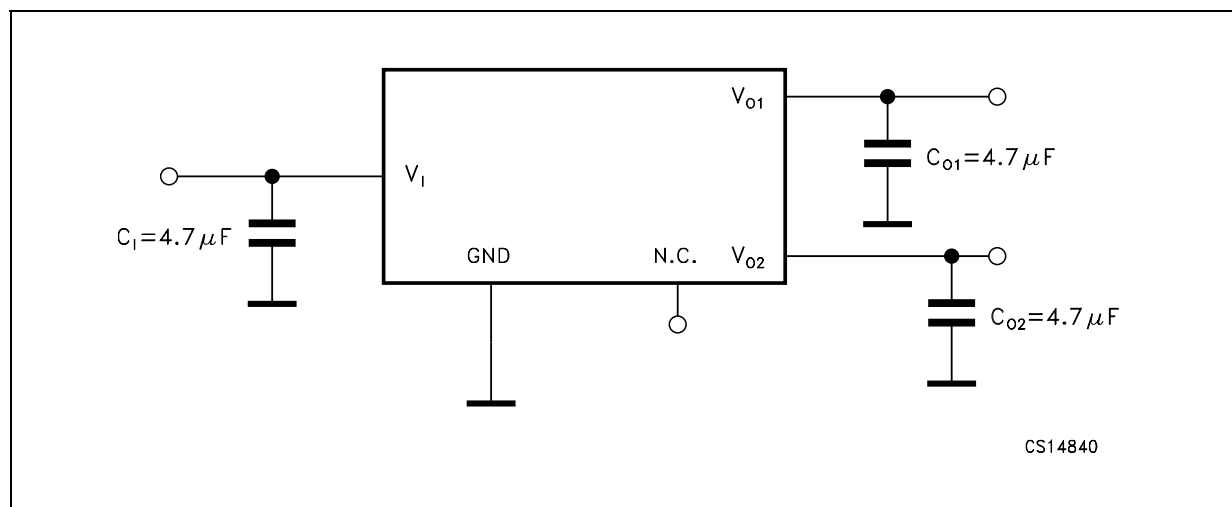 V_O1
C_O1=4.7μF
V_I
C_I=4.7μF
GND
N.C.
V_O2
C_O2=4.7μF
CS14840